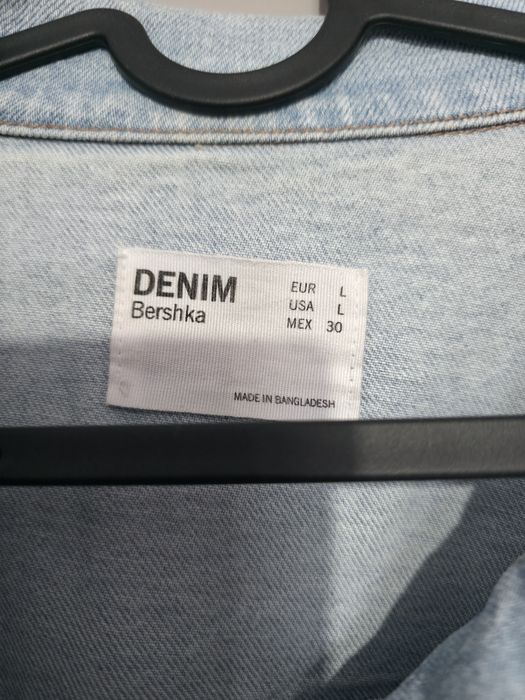 DENIM
Bershka
EUR L
USA L
MEX 30
MADE IN BANGLADESH